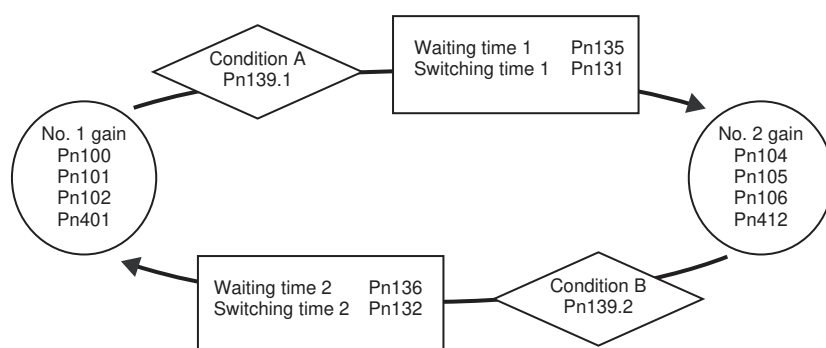 Condition A
Pn139.1
Waiting time 1 Pn135
Switching time 1 Pn131
No. 1 gain
Pn100
Pn101
Pn102
Pn401
No. 2 gain
Pn104
Pn105
Pn106
Pn412
Waiting time 2 Pn136
Switching time 2 Pn132
Condition B
Pn139.2